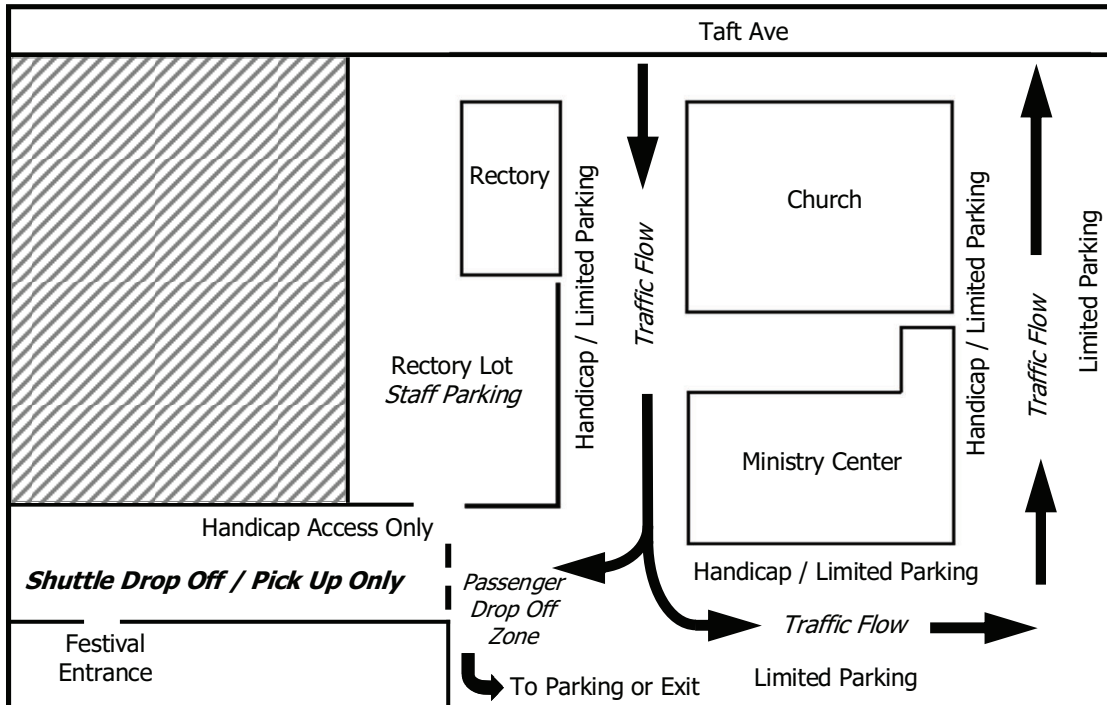 Taft Ave
Rectory
Church
Handicap / Limited Parking
Traffic Flow
Handicap / Limited Parking
Traffic Flow
Limited Parking
Rectory Lot
Staff Parking
Ministry Center
Handicap Access Only
Shuttle Drop Off / Pick Up Only
Passenger
Drop Off
Zone
Handicap / Limited Parking
Traffic Flow
Festival
Entrance
To Parking or Exit
Limited Parking